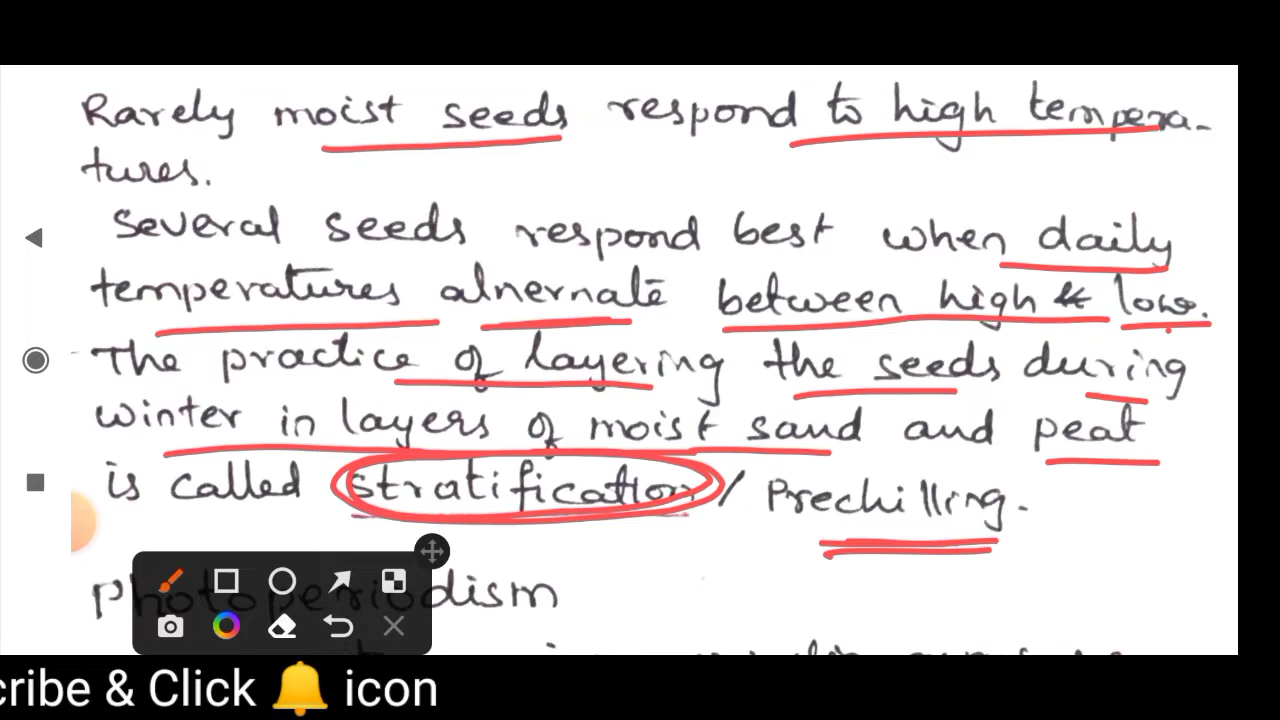 Rarely moist seeds respond to high tempera-
tures.
Several seeds respond best when daily
temperatures alnernate between high & low.
The practice of layering the seeds during
winter in layers of moist sand and peat
is called stratification / Prechilling.
Photoperiodism
cribe & Click 🔔 icon